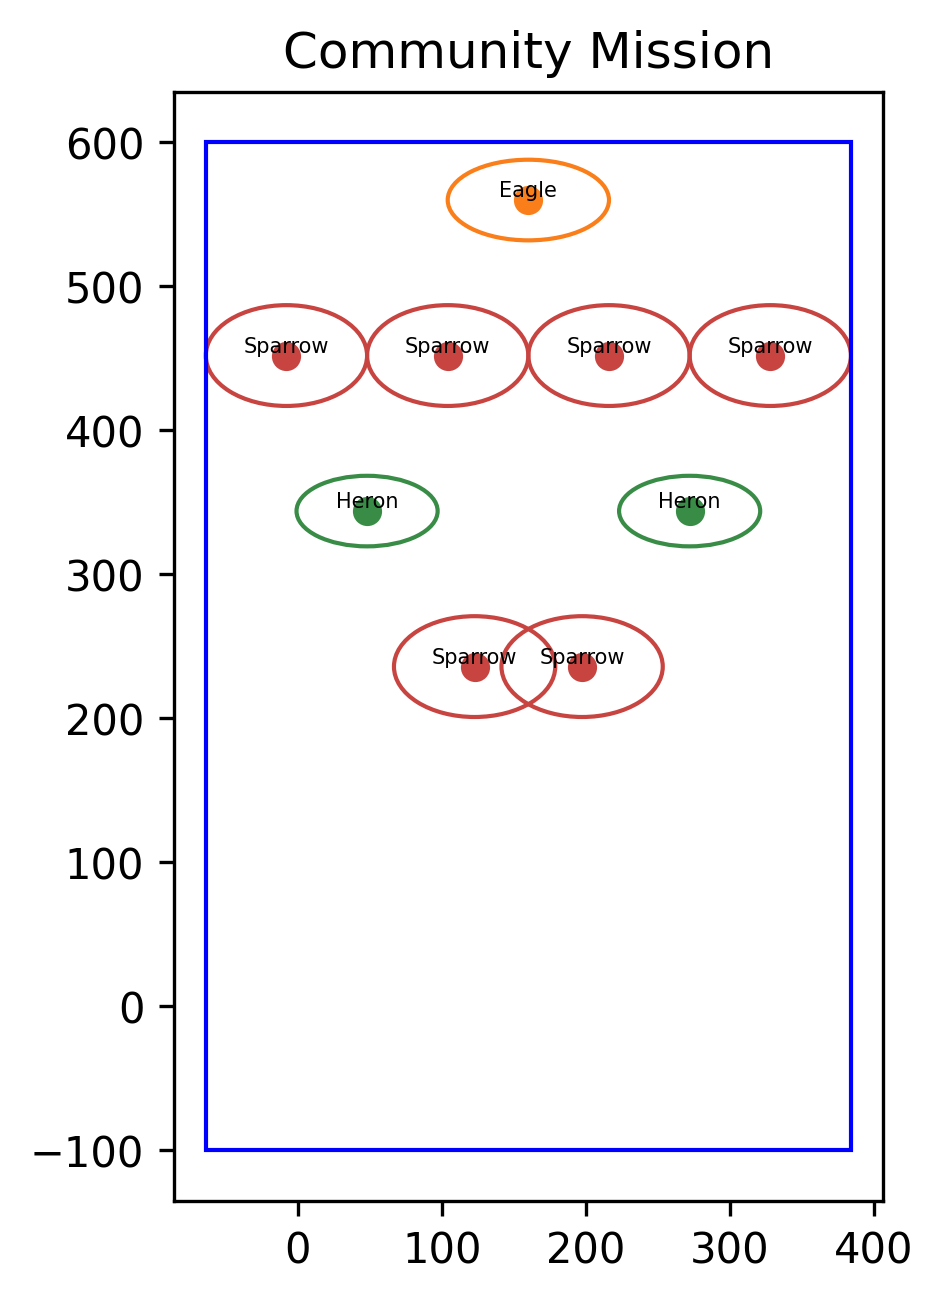 Community Mission
600
Eagle
500
Sparrow Sparrow Sparrow Sparrow
400
Heron Heron
300
Sparrow Sparrow
200
100
0
−100
0 100 200 300 400